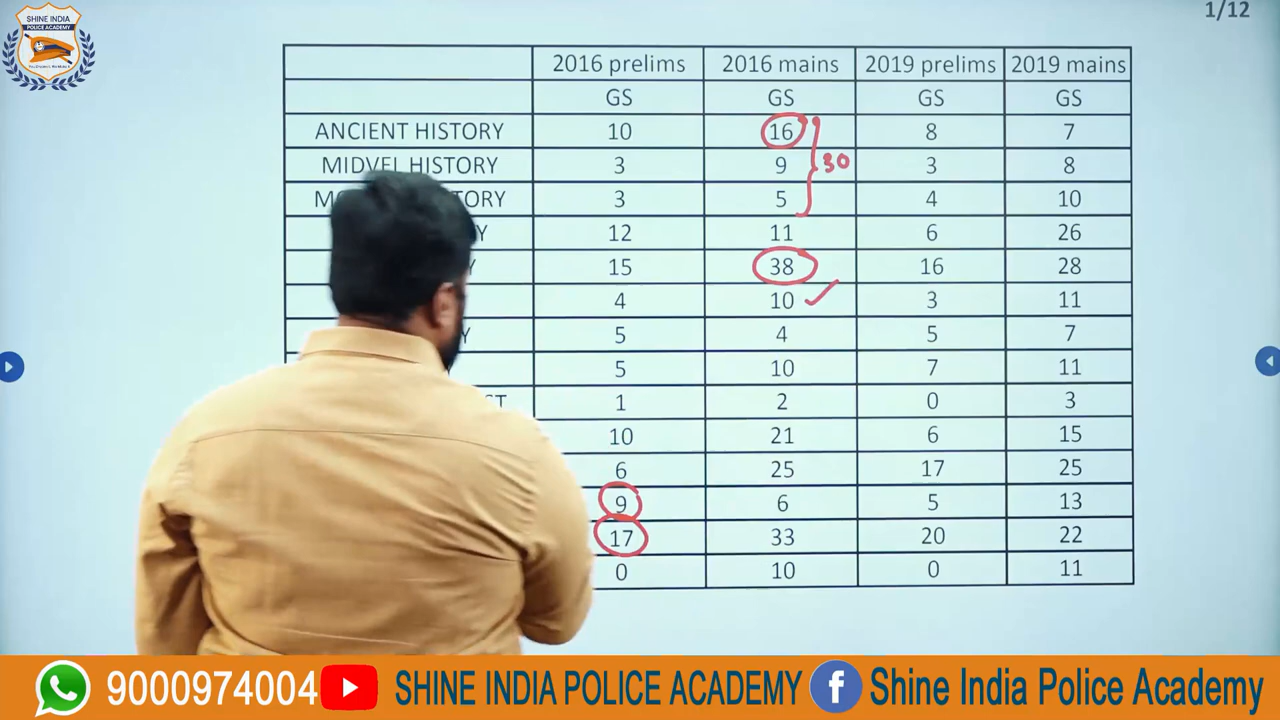 SHINE INDIA
POLICE ACADEMY
1/12
2016 prelims 2016 mains 2019 prelims 2019 mains
GS GS GS GS
ANCIENT HISTORY 10 16 8 7
MIDVEL HISTORY 3 9 3 8
30
3 5 4 10
12 11 6 26
15 38 16 28
4 10 3 11
5 4 5 7
5 10 7 11
1 2 0 3
10 21 6 15
6 25 17 25
9 6 5 13
17 33 20 22
0 10 0 11
9000974004 SHINE INDIA POLICE ACADEMY f Shine India Police Academy